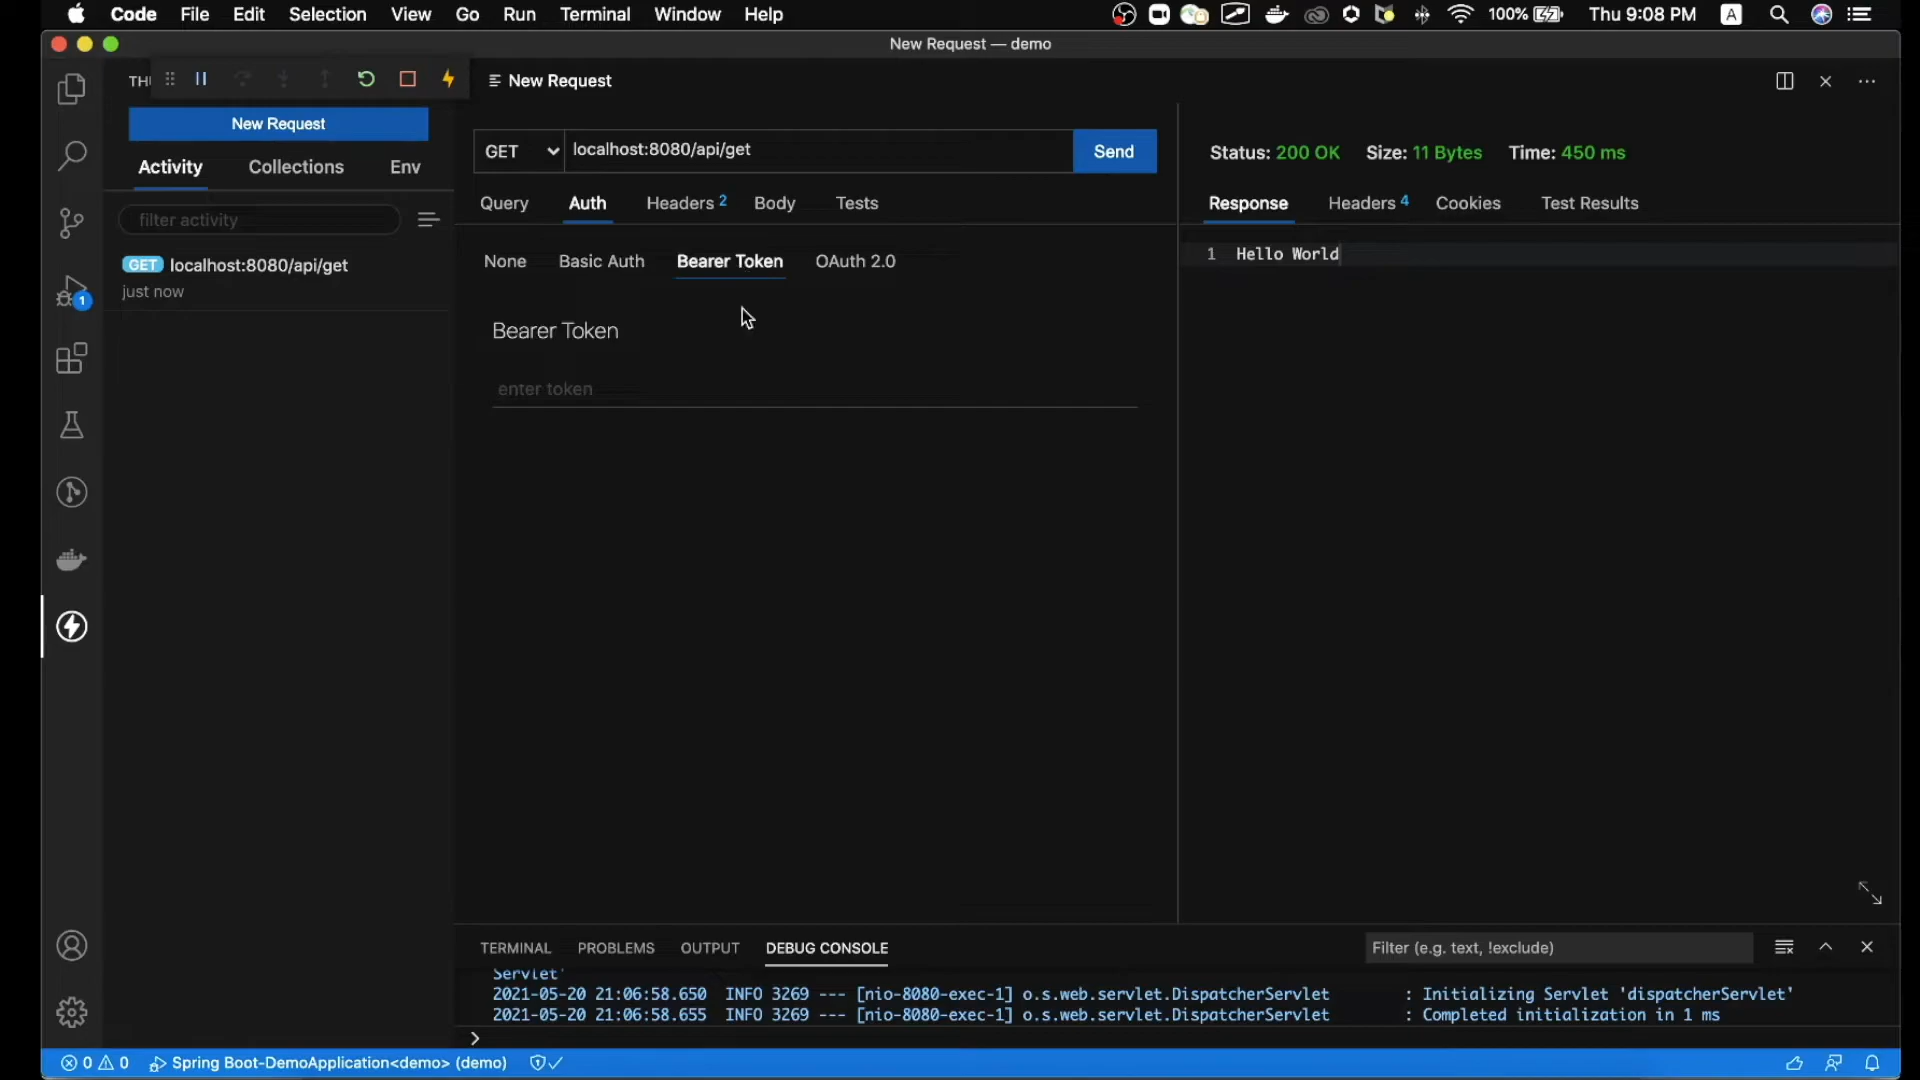 Code File Edit Selection View Go Run Terminal Window Help 100% Thu 9:08 PM A
New Request — demo
New Request
New Request
Activity Collections Env
filter activity
GET localhost:8080/api/get
just now
GET localhost:8080/api/get Send
Query Auth Headers 2 Body Tests
None Basic Auth Bearer Token OAuth 2.0
Bearer Token
enter token
Status: 200 OK Size: 11 Bytes Time: 450 ms
Response Headers 4 Cookies Test Results
1 Hello World
1
TERMINAL PROBLEMS OUTPUT DEBUG CONSOLE Filter (e.g. text, !exclude)
Servlet'
2021-05-20 21:06:58.650 INFO 3269 --- [nio-8080-exec-1] o.s.web.servlet.DispatcherServlet : Initializing Servlet 'dispatcherServlet'
2021-05-20 21:06:58.655 INFO 3269 --- [nio-8080-exec-1] o.s.web.servlet.DispatcherServlet : Completed initialization in 1 ms
0 0 Spring Boot-DemoApplication<demo> (demo)